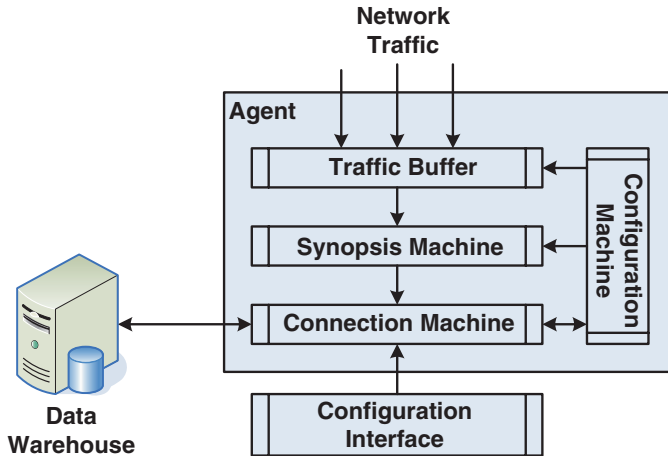 Network
Traffic
Agent
Traffic Buffer
Configuration
Machine
Synopsis Machine
Connection Machine
Configuration
Interface
Data
Warehouse